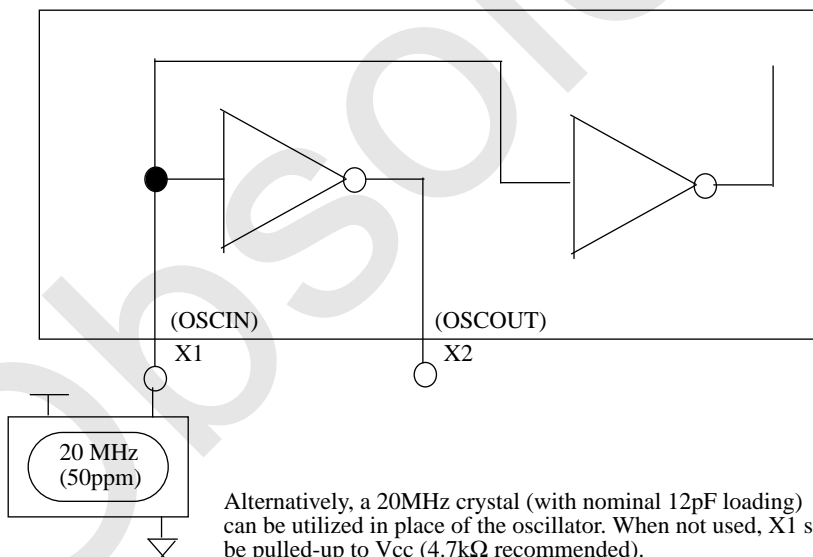 (OSCIN)
(OSCOUT)
X1
X2
20 MHz
(50ppm)
Alternatively, a 20MHz crystal (with nominal 12pF loading)
can be utilized in place of the oscillator. When not used, X1
be pulled-up to Vcc (4.7kΩ recommended).